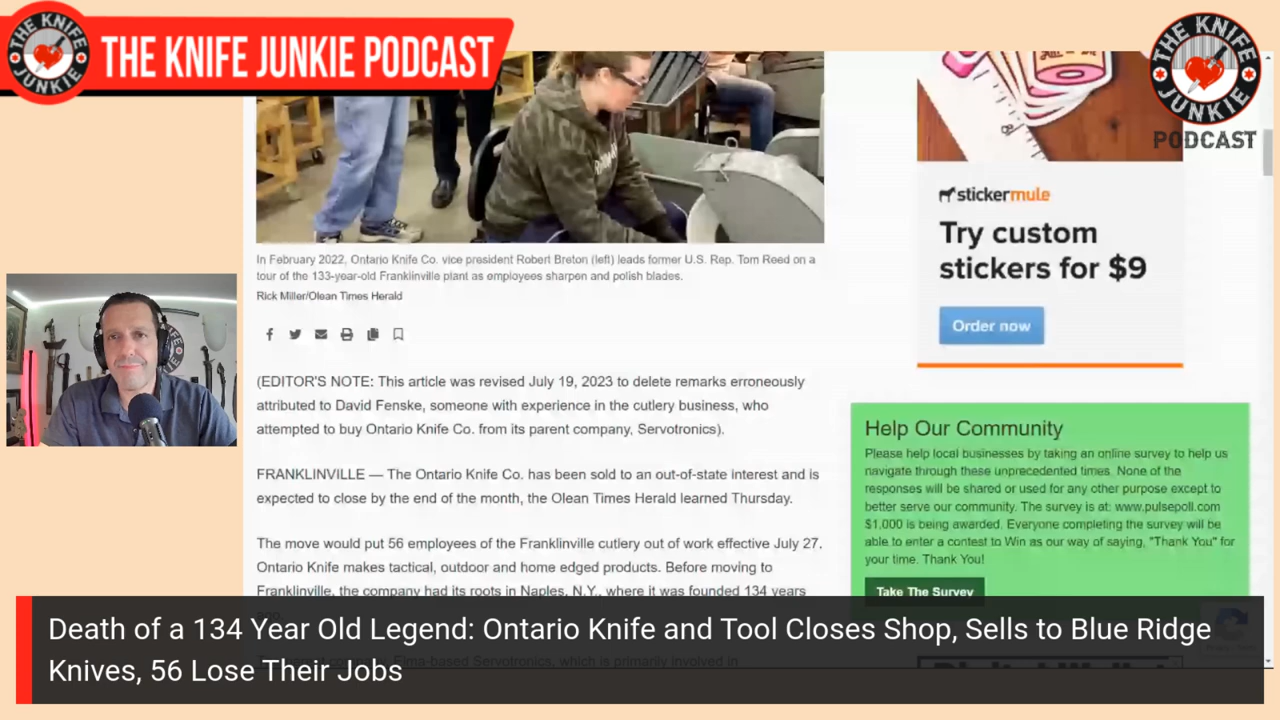 THE KNIFE JUNKIE
THE KNIFE JUNKIE PODCAST
THE KNIFE JUNKIE
PODCAST
In February 2022, Ontario Knife Co. vice president Robert Breton (left) leads former U.S. Rep. Tom Reed on a
tour of the 133-year-old Franklinville plant as employees sharpen and polish blades.
Rick Miller/Olean Times Herald
(EDITOR'S NOTE: This article was revised July 19, 2023 to delete remarks erroneously
attributed to David Fenske, someone with experience in the cutlery business, who
attempted to buy Ontario Knife Co. from its parent company, Servotronics).
FRANKLINVILLE — The Ontario Knife Co. has been sold to an out-of-state interest and is
expected to close by the end of the month, the Olean Times Herald learned Thursday.
The move would put 56 employees of the Franklinville cutlery out of work effective July 27.
Ontario Knife makes tactical, outdoor and home edged products. Before moving to
Franklinville, the company had its roots in Naples, N.Y., where it was founded 134 years
Elma-based Servotronics, which is primarily involved in
stickermule
Try custom
stickers for $9
Order now
Help Our Community
Please help local businesses by taking an online survey to help us
navigate through these unprecedented times. None of the
responses will be shared or used for any other purpose except to
better serve our community. The survey is at: www.pulsepoll.com
$1,000 is being awarded. Everyone completing the survey will be
able to enter a contest to Win as our way of saying, "Thank You" for
your time. Thank You!
Take The Survey
Death of a 134 Year Old Legend: Ontario Knife and Tool Closes Shop, Sells to Blue Ridge
Knives, 56 Lose Their Jobs